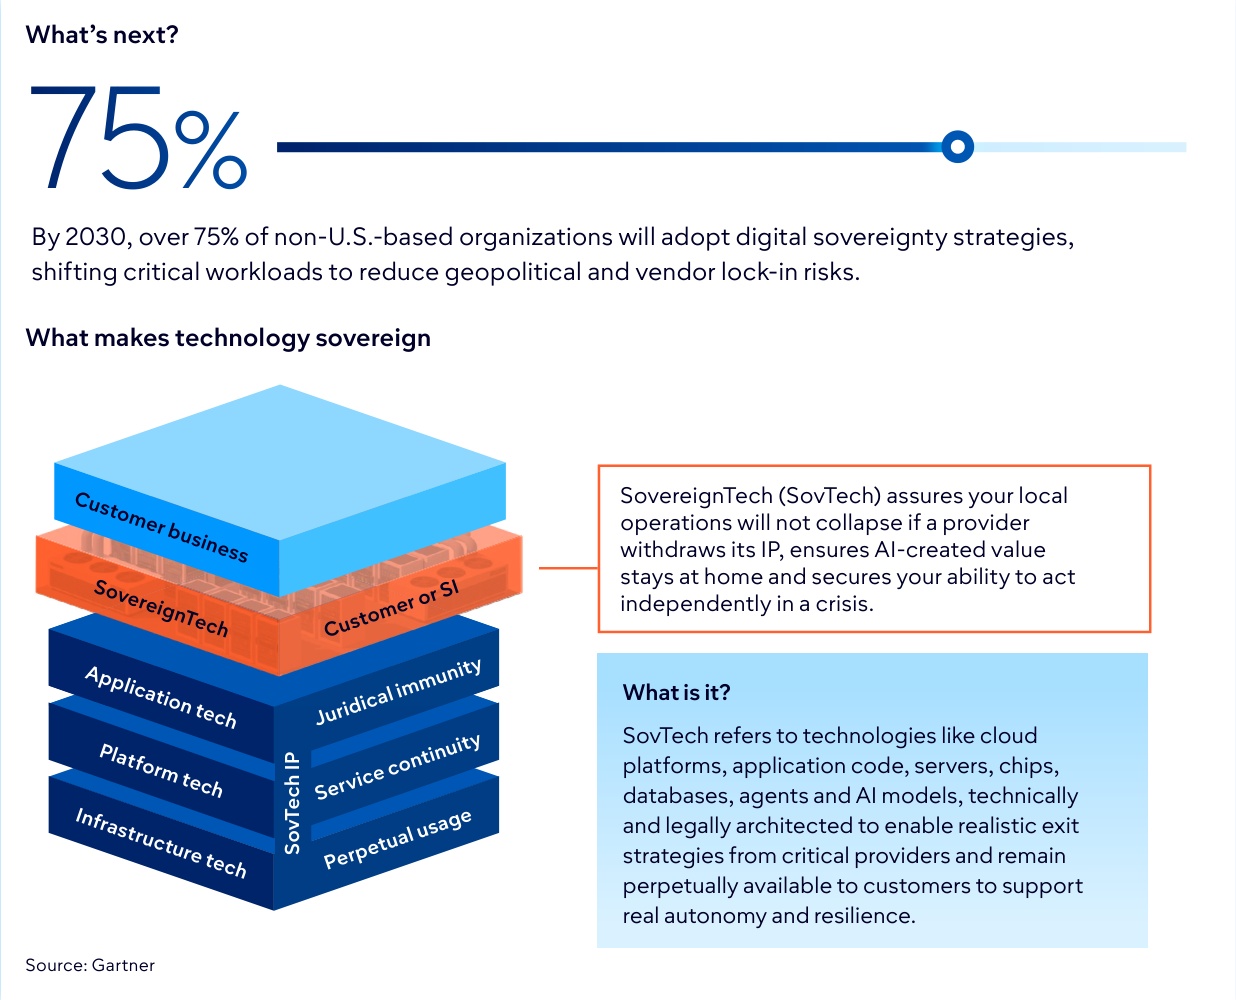 What's next?
75%
By 2030, over 75% of non-U.S.-based organizations will adopt digital sovereignty strategies,
shifting critical workloads to reduce geopolitical and vendor lock-in risks.
What makes technology sovereign
Customer business
SovereignTech
Customer or SI
Application tech
Platform tech
Infrastructure tech
SovTech IP
Juridical immunity
Service continuity
Perpetual usage
SovereignTech (SovTech) assures your local
operations will not collapse if a provider
withdraws its IP, ensures AI-created value
stays at home and secures your ability to act
independently in a crisis.
What is it?
SovTech refers to technologies like cloud
platforms, application code, servers, chips,
databases, agents and AI models, technically
and legally architected to enable realistic exit
strategies from critical providers and remain
perpetually available to customers to support
real autonomy and resilience.
Source: Gartner